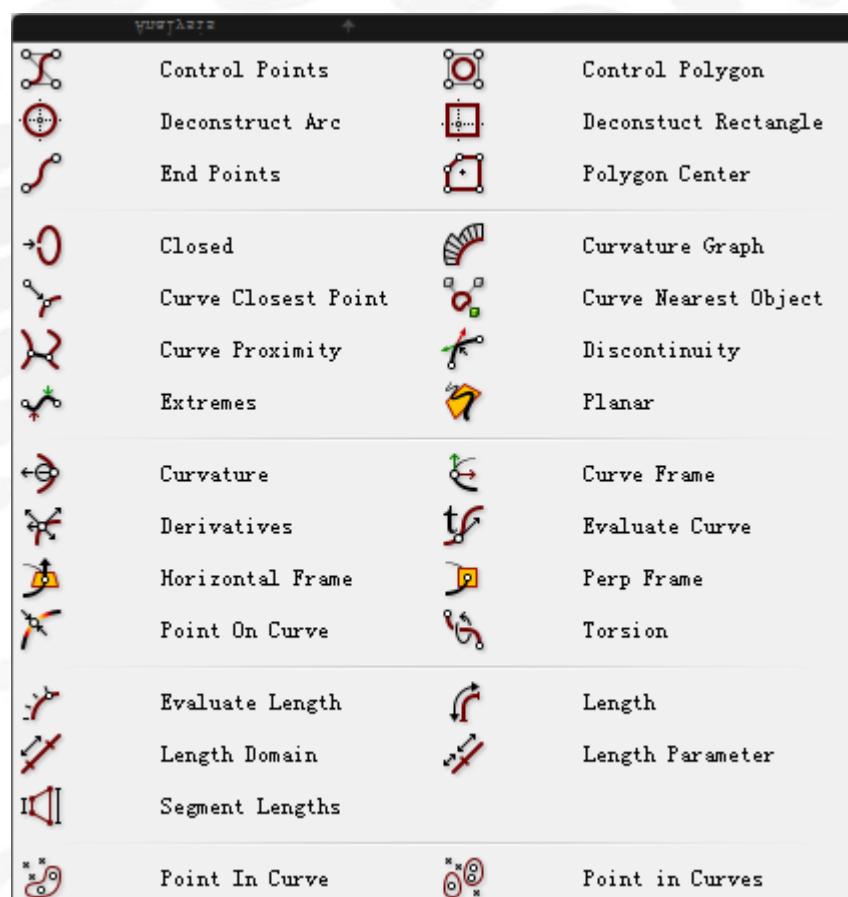 Analysis
Control Points
Control Polygon
Deconstruct Arc
Deconstuct Rectangle
End Points
Polygon Center
Closed
Curvature Graph
Curve Closest Point
Curve Nearest Object
Curve Proximity
Discontinuity
Extremes
Planar
Curvature
Curve Frame
Derivatives
Evaluate Curve
Horizontal Frame
Perp Frame
Point On Curve
Torsion
Evaluate Length
Length
Length Domain
Length Parameter
Segment Lengths
Point In Curve
Point in Curves